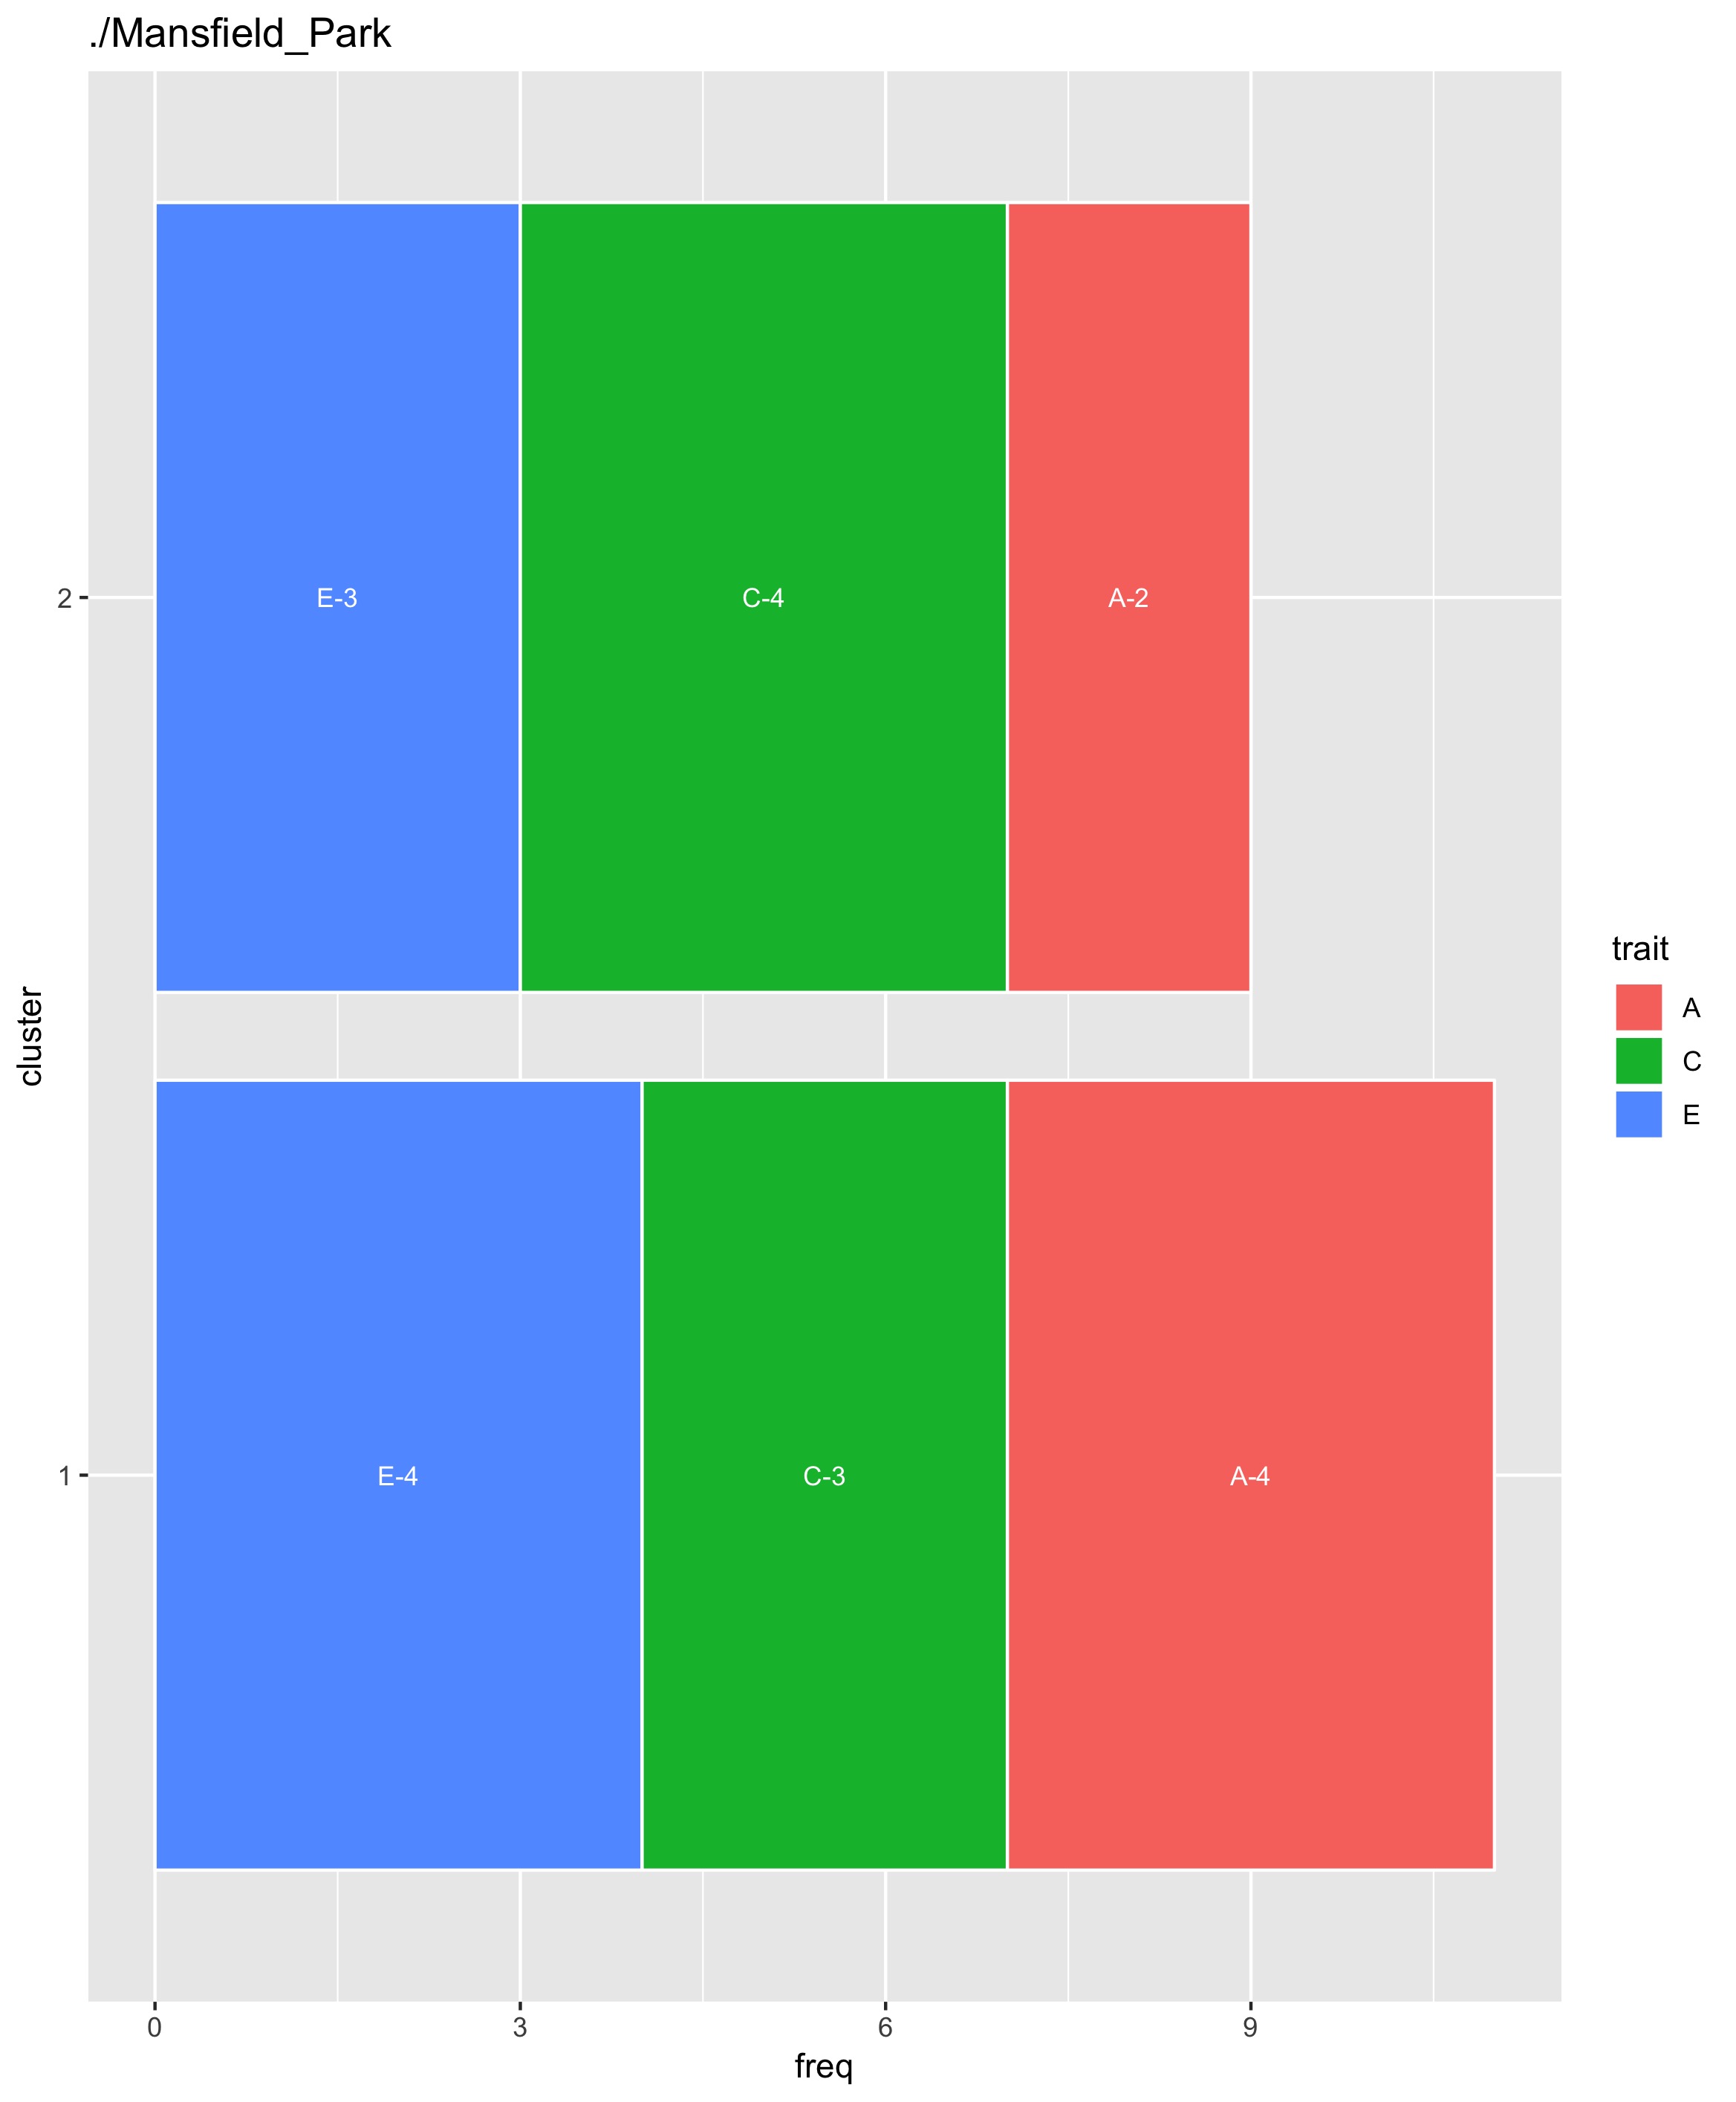 ./Mansfield_Park
cluster
2
E-3
C-4
A-2
1
E-4
C-3
A-4
0
3
6
9
freq
trait
A
C
E